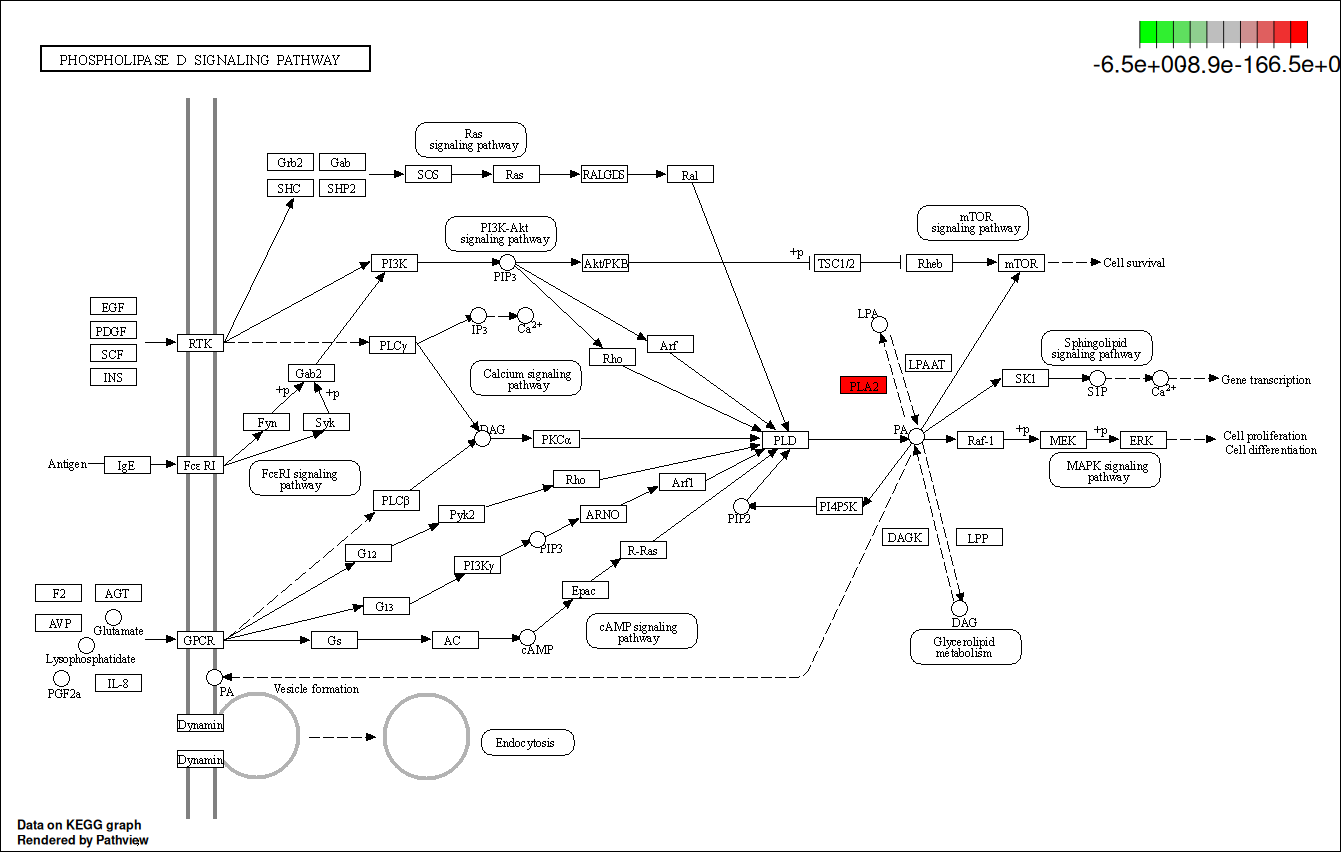 -6.5e+008.9e-166.5e+0
PHOSPHOLIPASE D SIGNALING PATHWAY
Ras
signaling pathway
Grb2
Gab
SHC
SHP2
SOS
Ras
RALGDS
Ral
PI3K-Akt
signaling pathway
mTOR
signaling pathway
PI3K
PIP3
Akt/PKB
+p
TSC1/2
Rheb
mTOR
Cell survival
EGF
PDGF
SCF
INS
RTK
PLCγ
IP3
Ca2+
Rho
Arf
LPA
LPAAT
PLA2
Sphingolipid
signaling pathway
Calcium signaling
pathway
Gab2
+p
+p
Fyn
Syk
SK1
S1P
Ca2+
Gene transcription
DAG
PKCα
PLD
PA
Raf-1
+p
MEK
+p
ERK
Cell proliferation
Cell differentiation
MAPK signaling
pathway
Antigen
IgE
Fcε RI
FcεRI signaling
pathway
PLCβ
Rho
Arf1
Pyk2
ARNO
PIP2
PI4P5K
G12
PIP3
PI3Kγ
R-Ras
DAGK
LPP
Epac
G13
F2
AGT
AVP
Glutamate
Lysophosphatidate
PGF2a
IL-8
GPCR
Gs
AC
cAMP
cAMP signaling
pathway
DAG
Glycerolipid
metabolism
PA
Vesicle formation
Dynamin
Dynamin
Endocytosis
Data on KEGG graph
Rendered by Pathview